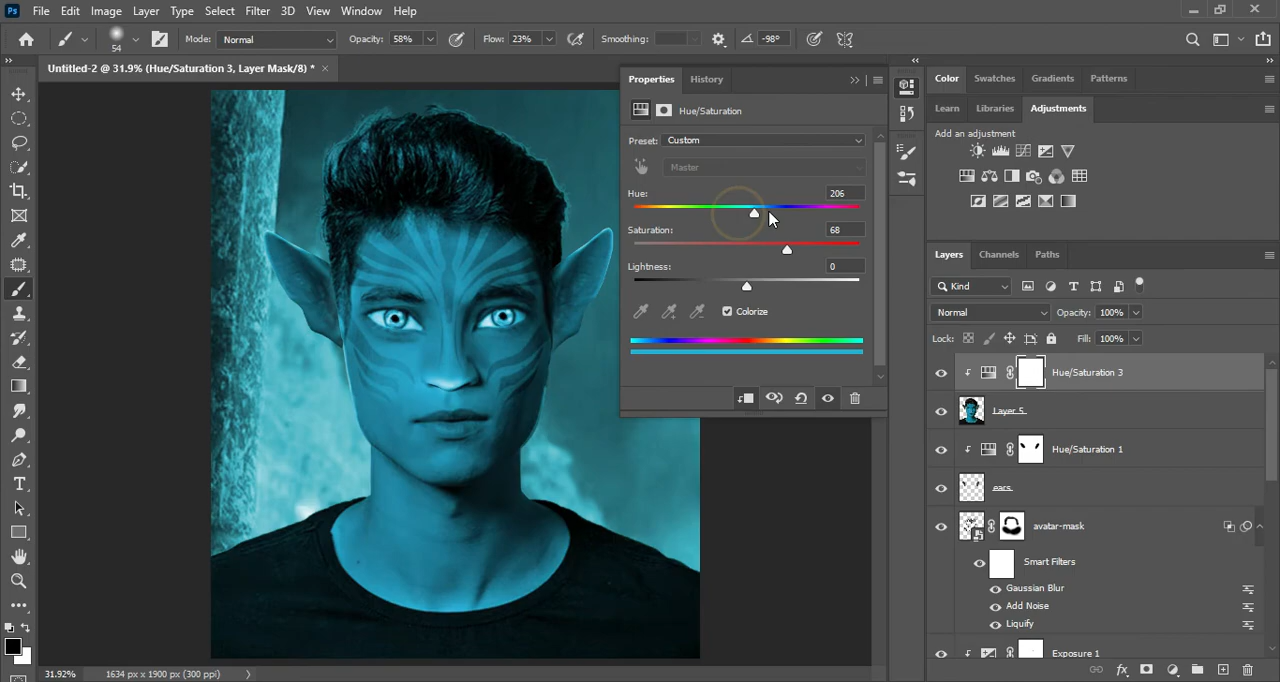 Ps File Edit Image Layer Type Select Filter 3D View Window Help
54 Mode: Normal Opacity: 58% Flow: 23% Smoothing: -98°
Untitled-2 @ 31.9% (Hue/Saturation 3, Layer Mask/8) * ×
Properties History
Hue/Saturation
Preset: Custom
Master
Hue: 206
Saturation: 68
Lightness: 0
Colorize
Color Swatches Gradients Patterns
Learn Libraries Adjustments
Add an adjustment
Layers Channels Paths
Kind
Normal Opacity: 100%
Lock: Fill: 100%
Hue/Saturation 3
Layer 5
Hue/Saturation 1
ears
avatar-mask
Smart Filters
Gaussian Blur
Add Noise
Liquify
Exposure 1
31.92% 1634 px x 1900 px (300 ppi)